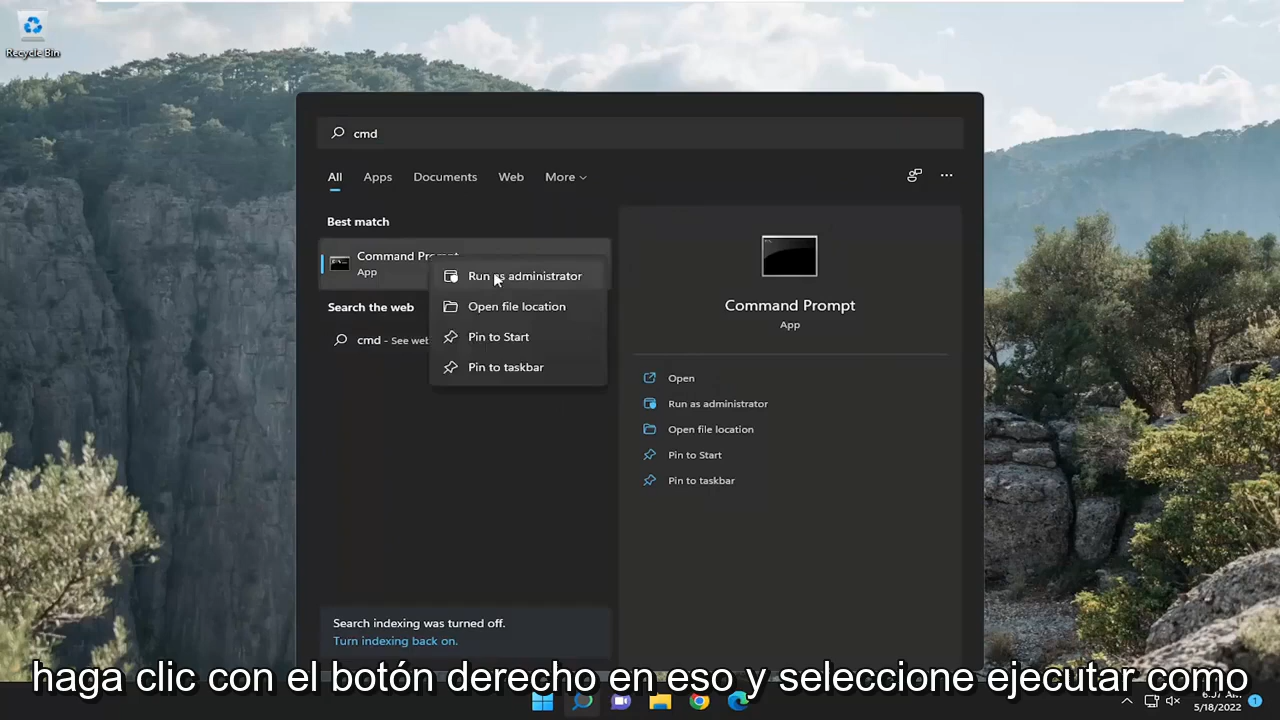 Recycle Bin
cmd
All
Apps
Documents
Web
More
Best match
Command Prompt
App
Run as administrator
Open file location
Pin to Start
Pin to taskbar
Search the web
cmd - See web
Command Prompt
App
Open
Run as administrator
Open file location
Pin to Start
Pin to taskbar
Search indexing was turned off.
Turn indexing back on.
haga clic con el botón derecho en eso y seleccione ejecutar como
5/18/2022
1